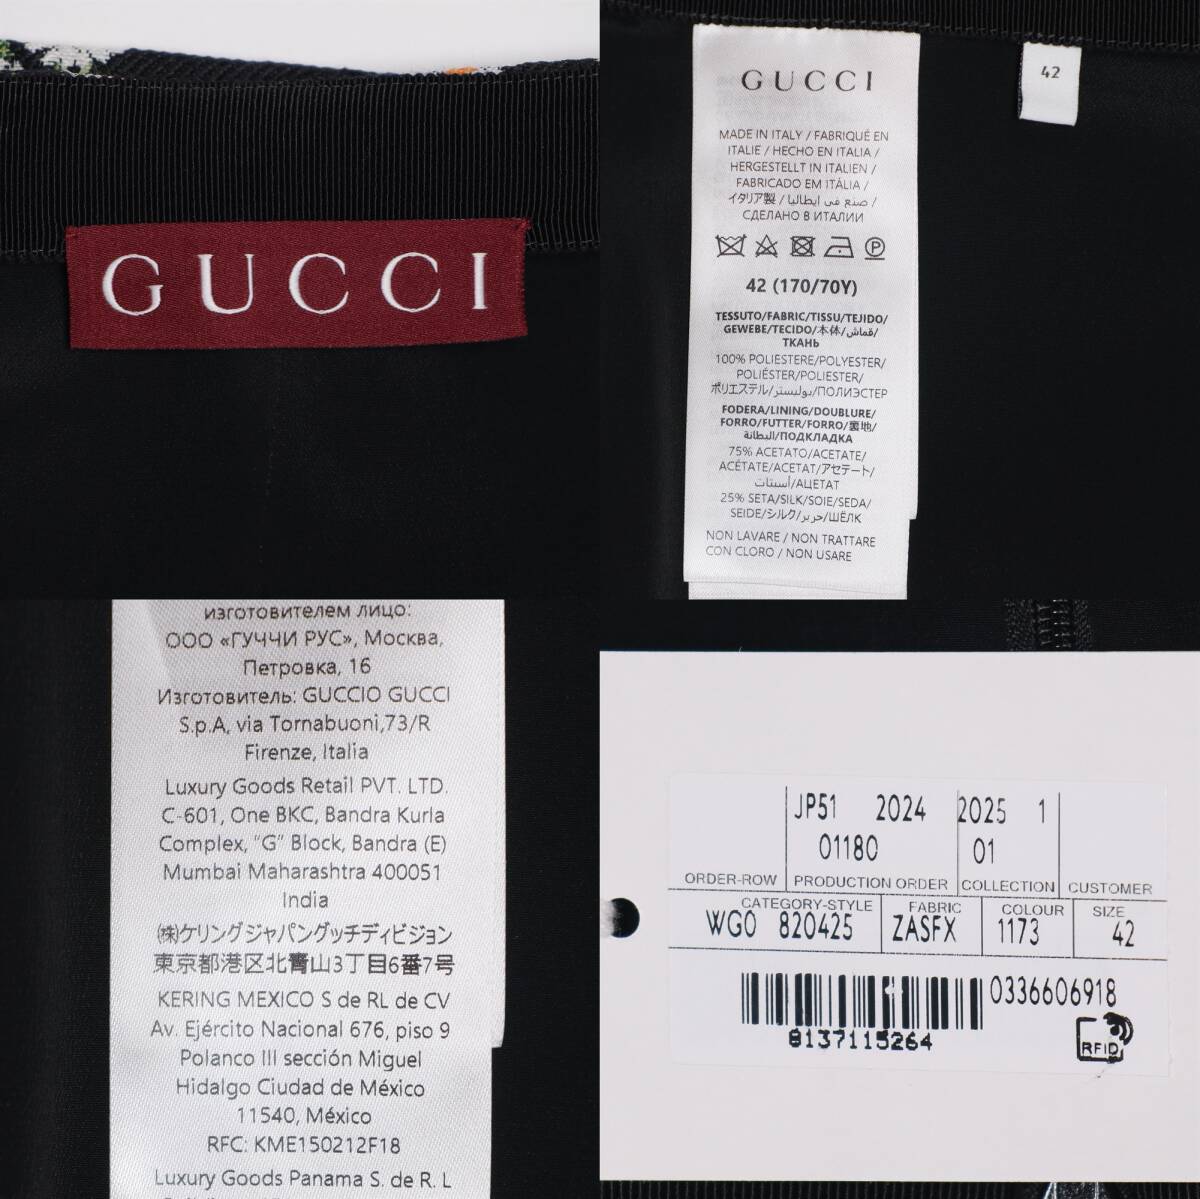 GUCCI
GUCCI
42
MADE IN ITALY / FABRIQUÉ EN
ITALIE / HECHO EN ITALIA /
HERGESTELLT IN ITALIEN /
FABRICADO EM ITÁLIA /
イタリア製 / صنع في ايطاليا /
СДЕЛАНО В ИТАЛИИ
P
42 (170/70Y)
TESSUTO/FABRIC/TISSU/TEJIDO/
GEWEBE/TECIDO/本体/قماش/
ТКАНЬ
100% POLIESTERE/POLYESTER/
POLIÉSTER/POLIESTER/
ポリエステル/بوليستر/ПОЛИЭСТЕР
FODERA/LINING/DOUBLURE/
FORRO/FUTTER/FORRO/裏地/
البطانة/ПОДКЛАДКА
75% ACETATO/ACETATE/
ACÉTATE/ACETAT/アセテート/
أسيتات/АЦЕТАТ
25% SETA/SILK/SOIE/SEDA/
SEIDE/シルク/حرير/ШЁЛК
NON LAVARE / NON TRATTARE
CON CLORO / NON USARE
изготовителем лицо:
ООО «ГУЧЧИ РУС», Москва,
Петровка, 16
Изготовитель: GUCCIO GUCCI
S.p.A, via Tornabuoni,73/R
Firenze, Italia
Luxury Goods Retail PVT. LTD.
C-601, One BKC, Bandra Kurla
Complex, "G" Block, Bandra (E)
Mumbai Maharashtra 400051
India
㈱ケリングジャパングッチディビジョン
東京都港区北青山3丁目6番7号
KERING MEXICO S de RL de CV
Av. Ejército Nacional 676, piso 9
Polanco III sección Miguel
Hidalgo Ciudad de México
11540, México
RFC: KME150212F18
Luxury Goods Panama S. de R. L
JP51 2024 2025 1
01180 01
ORDER-ROW PRODUCTION ORDER COLLECTION CUSTOMER
CATEGORY-STYLE FABRIC COLOUR SIZE
WG0 820425 ZASFX 1173 42
0336606918
8137115264
RFID